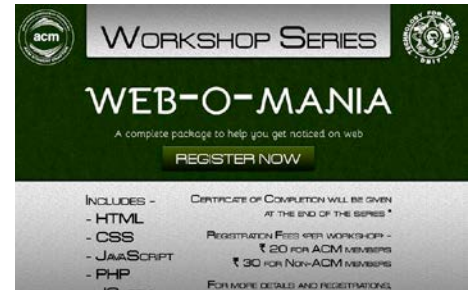 acm
WORKSHOP SERIES
WEB-O-MANIA
A complete package to help you get noticed on web
REGISTER NOW
INCLUDES -
- HTML
- CSS
- JAVASCRIPT
- PHP
CERTIFICATE OF COMPLETION WILL BE GIVEN
AT THE END OF THE SERIES *
REGISTRATION FEES (PER WORKSHOP) -
₹ 20 FOR ACM MEMBERS
₹ 30 FOR NON-ACM MEMBERS
FOR MORE DETAILS AND REGISTRATIONS,